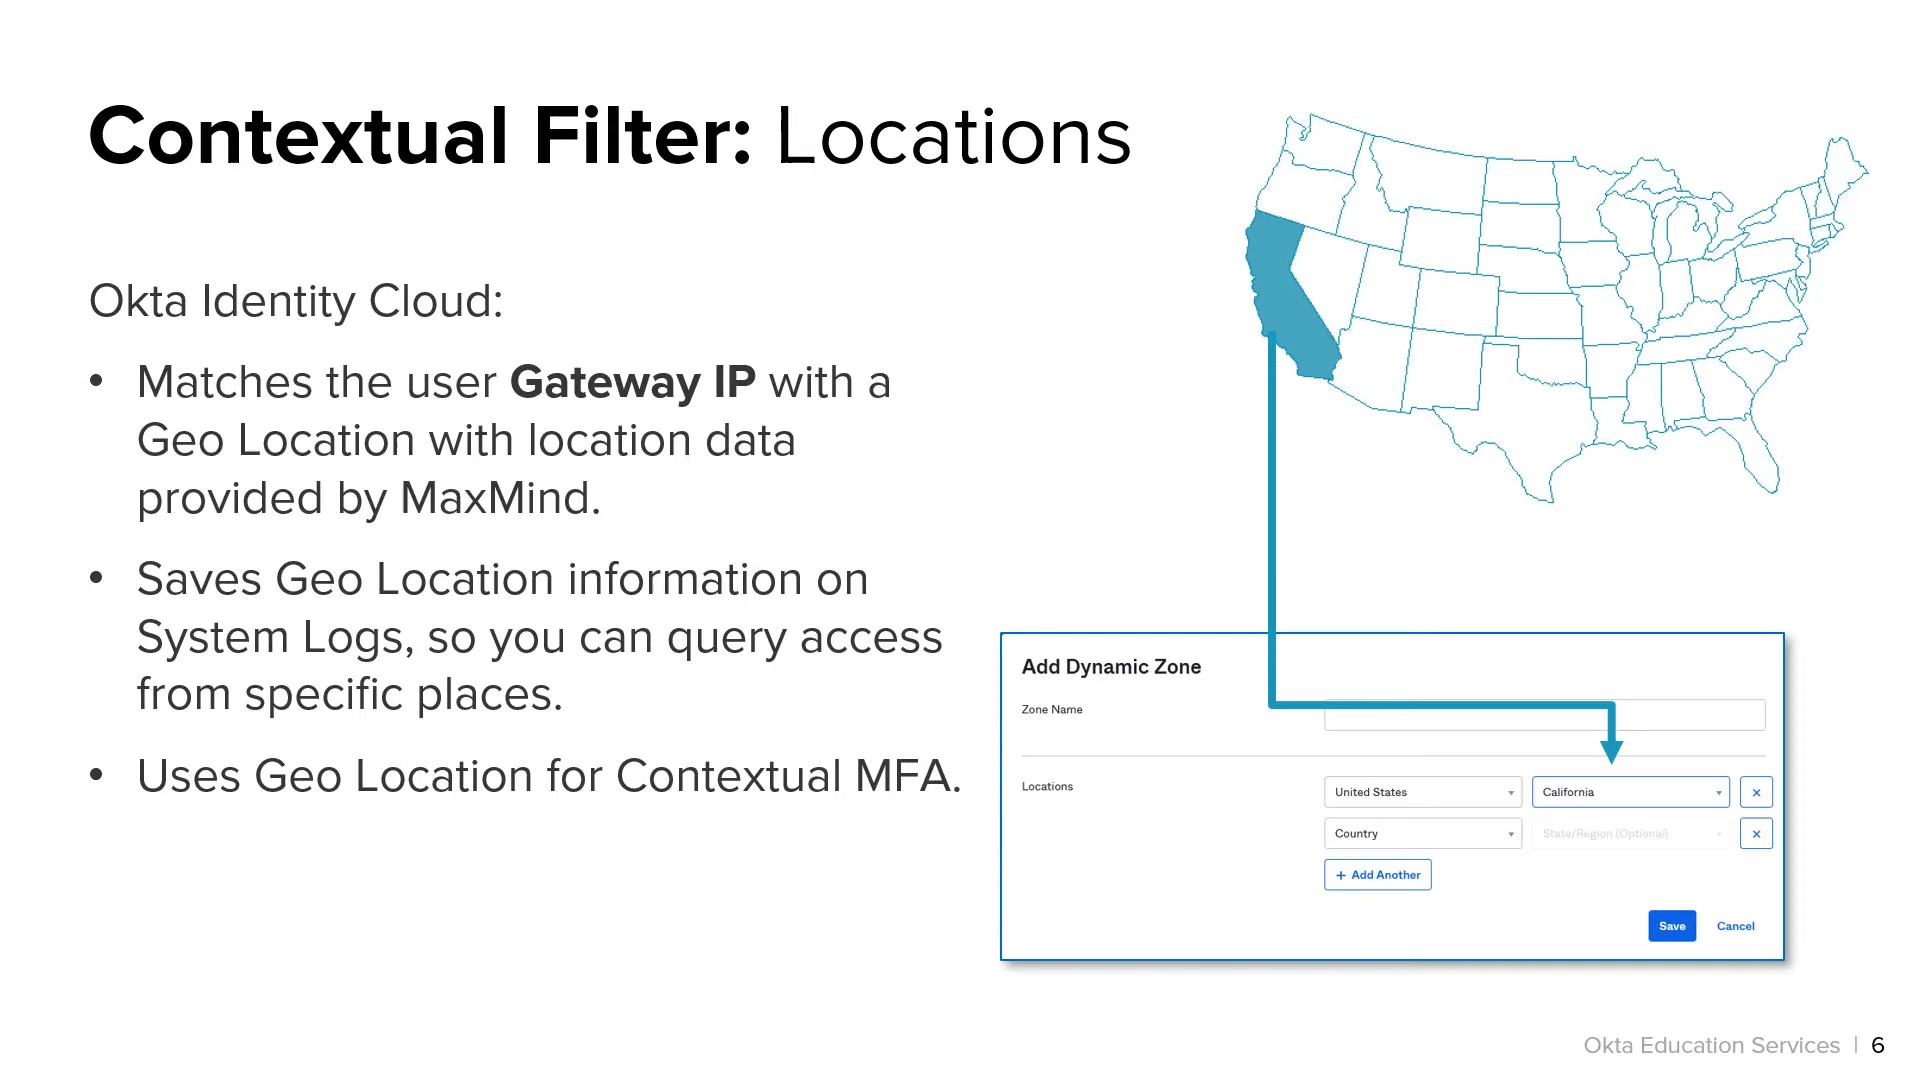 Contextual Filter: Locations
Okta Identity Cloud:
• Matches the user Gateway IP with a
Geo Location with location data
provided by MaxMind.
• Saves Geo Location information on
System Logs, so you can query access
from specific places.
• Uses Geo Location for Contextual MFA.
Add Dynamic Zone
Zone Name
Locations
United States
California
Country
State/Region (Optional)
+ Add Another
Save
Cancel
Okta Education Services | 6